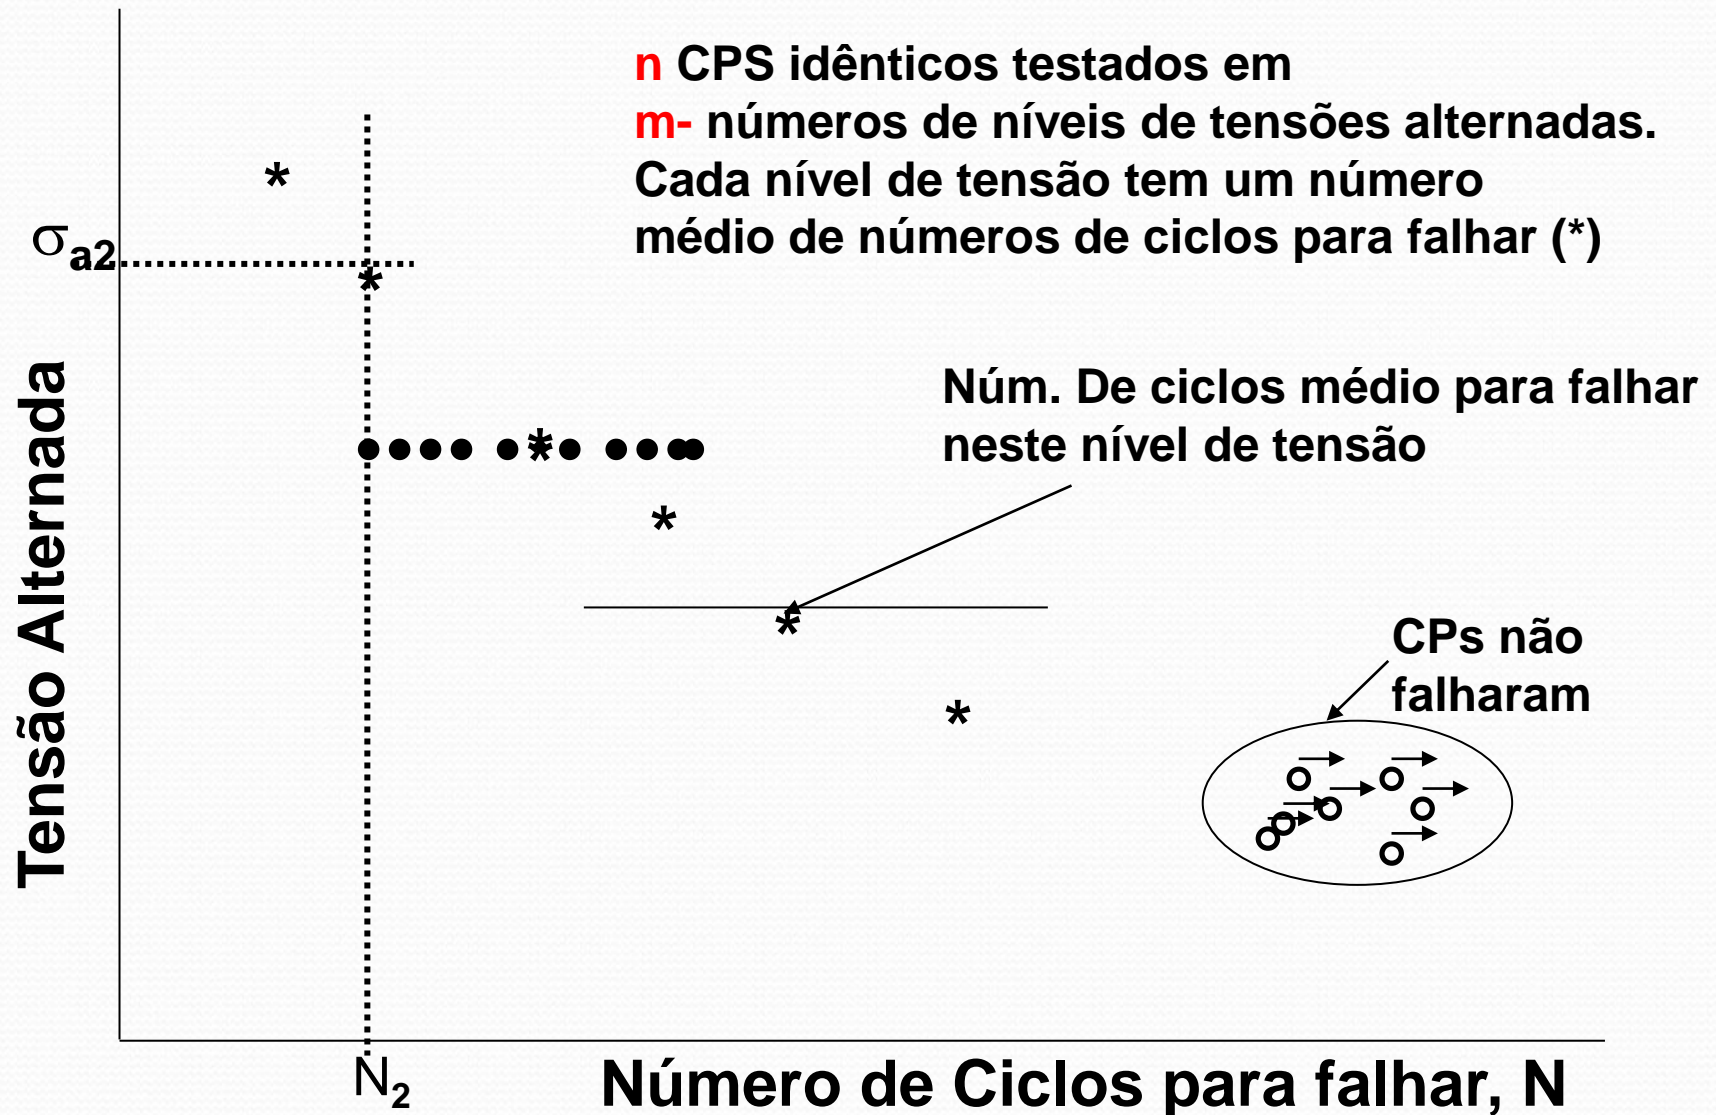 n CPS idênticos testados em
m- números de níveis de tensões alternadas.
Cada nível de tensão tem um número
médio de números de ciclos para falhar (*)
σa2
Núm. De ciclos médio para falhar
neste nível de tensão
Tensão Alternada
CPs não
falharam
N2
Número de Ciclos para falhar, N